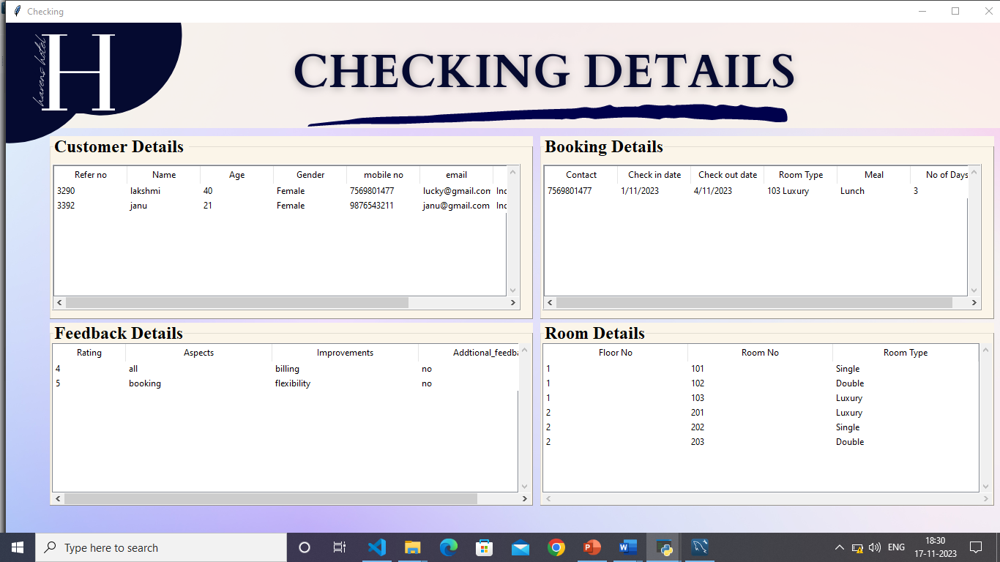 Checking
H
havens hotel
CHECKING DETAILS
Customer Details
Refer no Name Age Gender mobile no email
3290 lakshmi 40 Female 7569801477 lucky@gmail.com Inc
3392 janu 21 Female 9876543211 janu@gmail.com Inc
Booking Details
Contact Check in date Check out date Room Type Meal No of Days
7569801477 1/11/2023 4/11/2023 103 Luxury Lunch 3
Feedback Details
Rating Aspects Improvements Addtional_feedba
4 all billing no
5 booking flexibility no
Room Details
Floor No Room No Room Type
1 101 Single
1 102 Double
1 103 Luxury
2 201 Luxury
2 202 Single
2 203 Double
Type here to search
ENG
18:30
17-11-2023